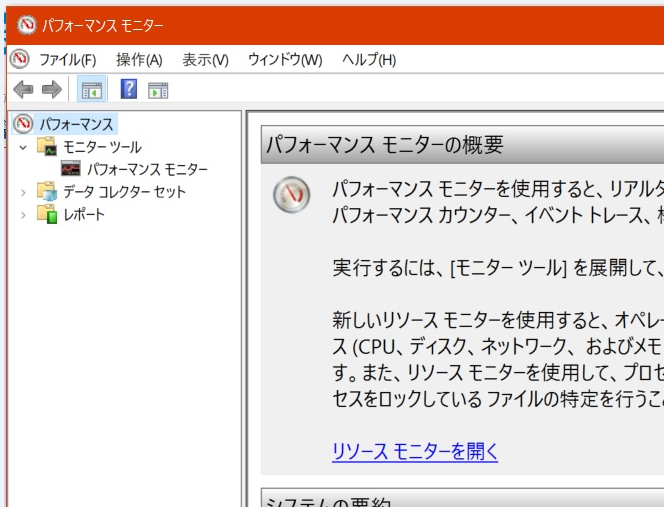 パフォーマンス モニター
ファイル(F) 操作(A) 表示(V) ウィンドウ(W) ヘルプ(H)
パフォーマンス
モニター ツール
パフォーマンス モニター
データ コレクター セット
レポート
パフォーマンス モニターの概要
パフォーマンス モニターを使用すると、リアルタ
パフォーマンス カウンター、イベント トレース、
実行するには、[モニター ツール] を展開して、
新しいリソース モニターを使用すると、オペレー
ス (CPU、ディスク、ネットワーク、およびメモ
す。また、リソース モニターを使用して、プロセ
セスをロックしている ファイルの特定を行うこ
リソース モニターを開く
システムの要約